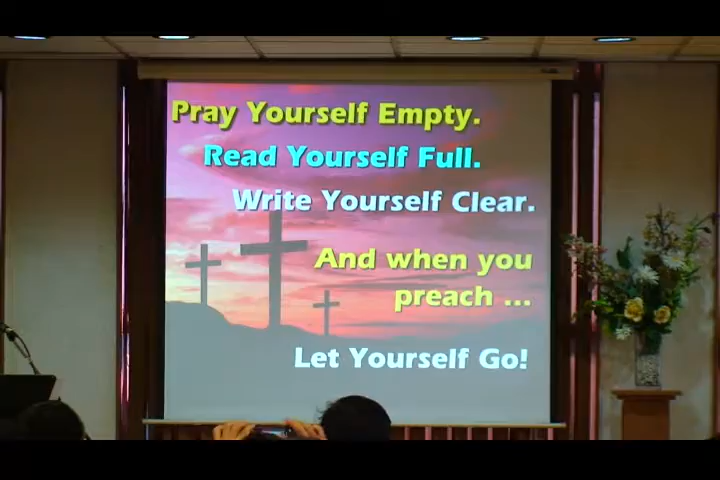 Pray Yourself Empty.
Read Yourself Full.
Write Yourself Clear.
And when you
preach ...
Let Yourself Go!